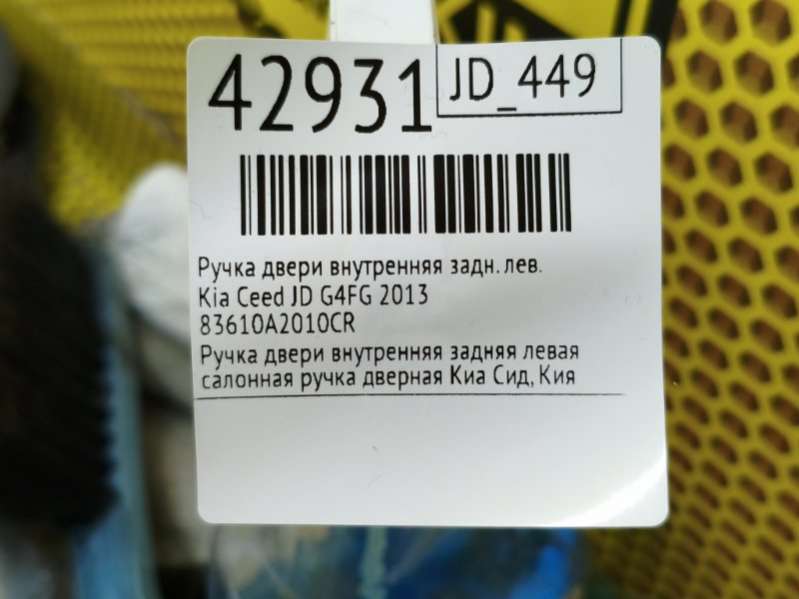 42931
JD_449
Ручка двери внутренняя задн. лев.
Kia Ceed JD G4FG 2013
83610A2010CR
Ручка двери внутренняя задняя левая
салонная ручка дверная Киа Сид, Кия